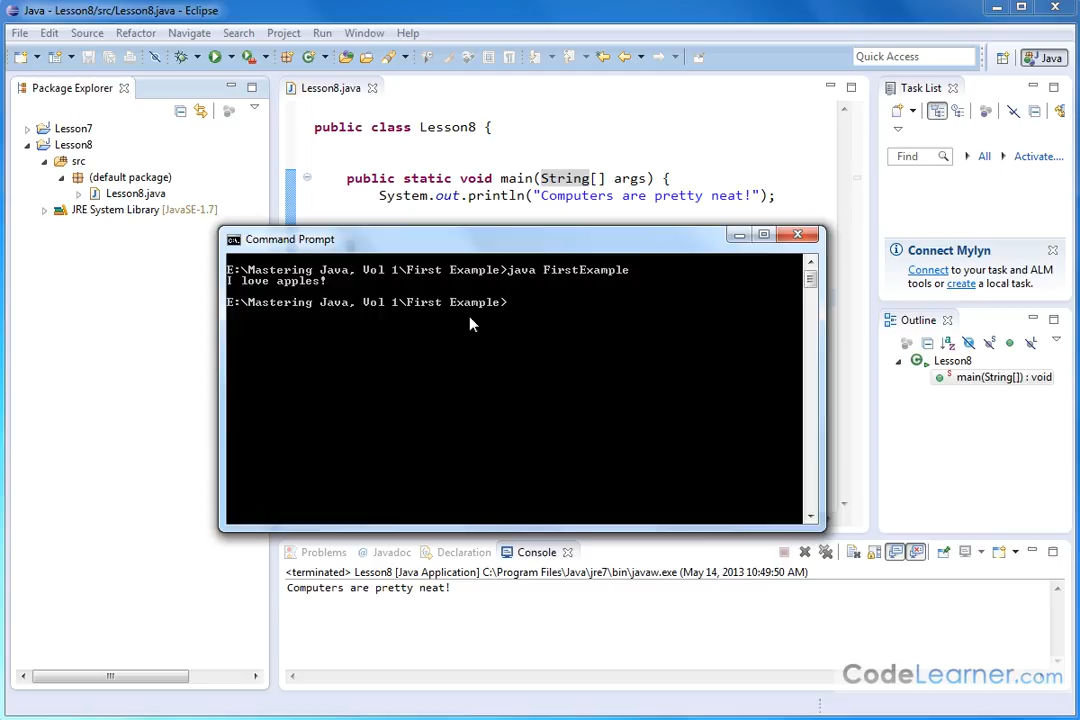 Java - Lesson8/src/Lesson8.java - Eclipse
File Edit Source Refactor Navigate Search Project Run Window Help
Quick Access
Java
Package Explorer
Lesson7
Lesson8
src
(default package)
Lesson8.java
JRE System Library [JavaSE-1.7]
Lesson8.java
public class Lesson8 {
public static void main(String[] args) {
System.out.println("Computers are pretty neat!");
Command Prompt
E:\Mastering Java, Vol 1\First Example>java FirstExample
I love apples!
E:\Mastering Java, Vol 1\First Example>
Task List
Find All Activate...
Connect Mylyn
Connect to your task and ALM
tools or create a local task.
Outline
Lesson8
main(String[]) : void
Problems @ Javadoc Declaration Console
<terminated> Lesson8 [Java Application] C:\Program Files\Java\jre7\bin\javaw.exe (May 14, 2013 10:49:50 AM)
Computers are pretty neat!
CodeLearner.com